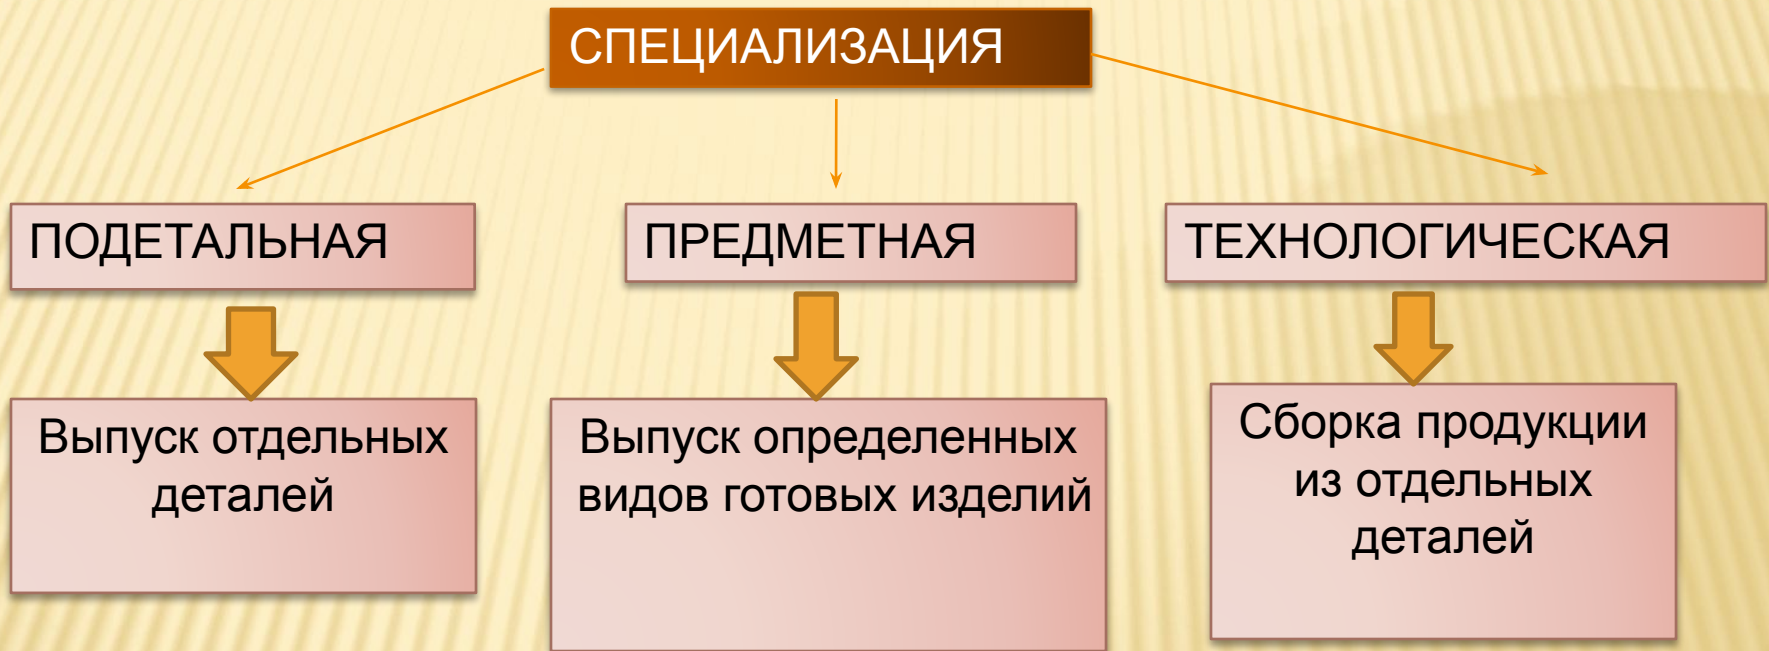 СПЕЦИАЛИЗАЦИЯ
ПОДЕТАЛЬНАЯ
ПРЕДМЕТНАЯ
ТЕХНОЛОГИЧЕСКАЯ
Выпуск отдельных
деталей
Выпуск определенных
видов готовых изделий
Сборка продукции
из отдельных
деталей